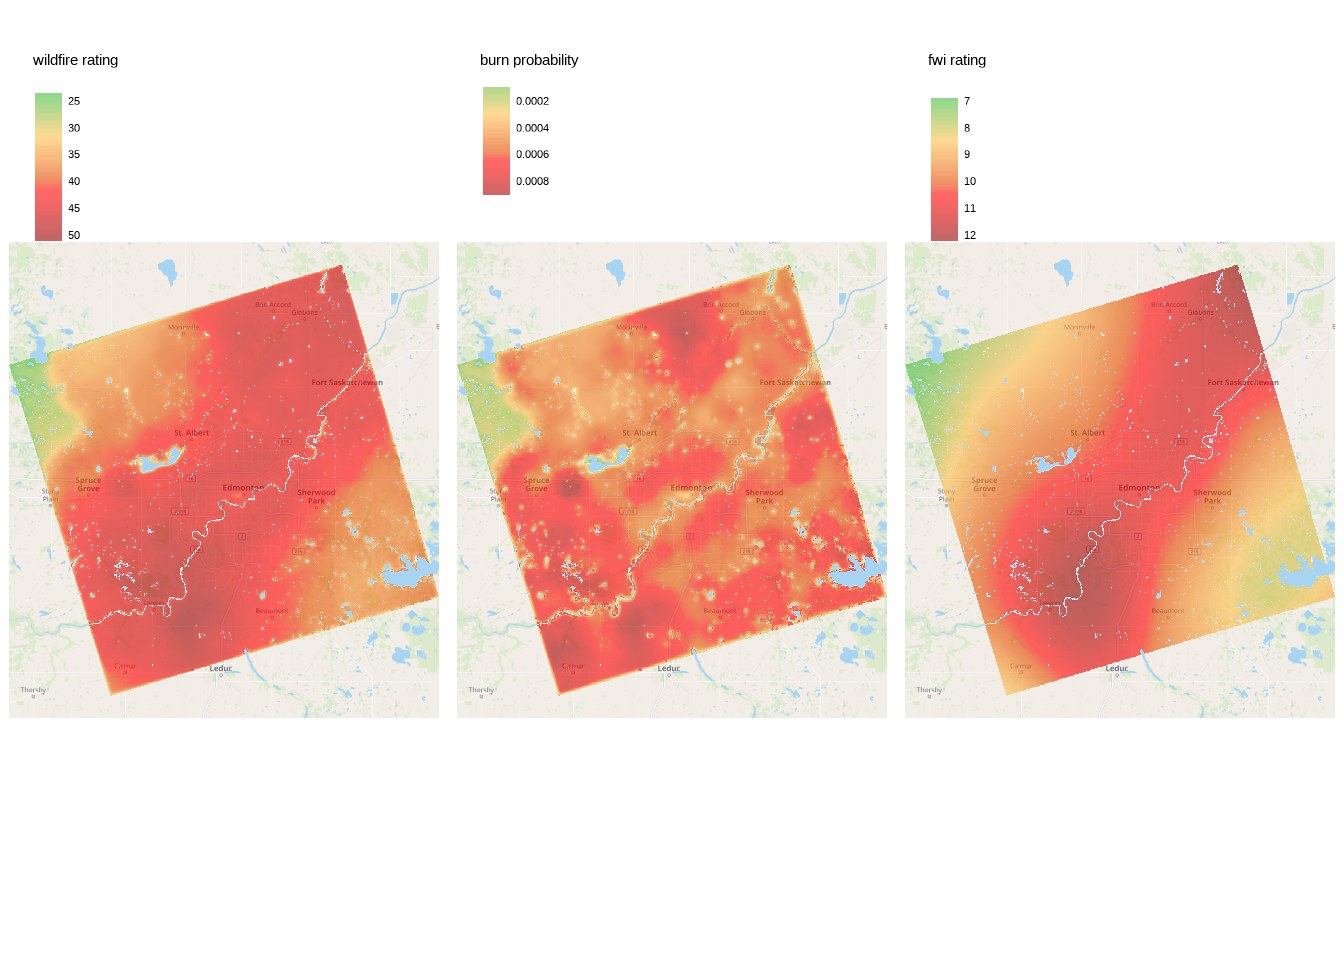 wildfire rating
25
30
35
40
45
50
Bon Accord
Gibbons
Morinville
Fort Saskatchewan
St. Albert
Spruce
Grove
Stony
Plain
Edmonton
Sherwood
Park
Beaumont
Calmar
Leduc
Thorsby
burn probability
0.0002
0.0004
0.0006
0.0008
Bon Accord
Gibbons
Morinville
Fort Saskatchewan
St. Albert
Spruce
Grove
Edmonton
Sherwood
Park
Beaumont
Calmar
Leduc
Thorsby
fwi rating
7
8
9
10
11
12
Bon Accord
Gibbons
Morinville
Fort Saskatchewan
St. Albert
Spruce
Grove
Edmonton
Sherwood
Park
Beaumont
Calmar
Leduc
Thorsby